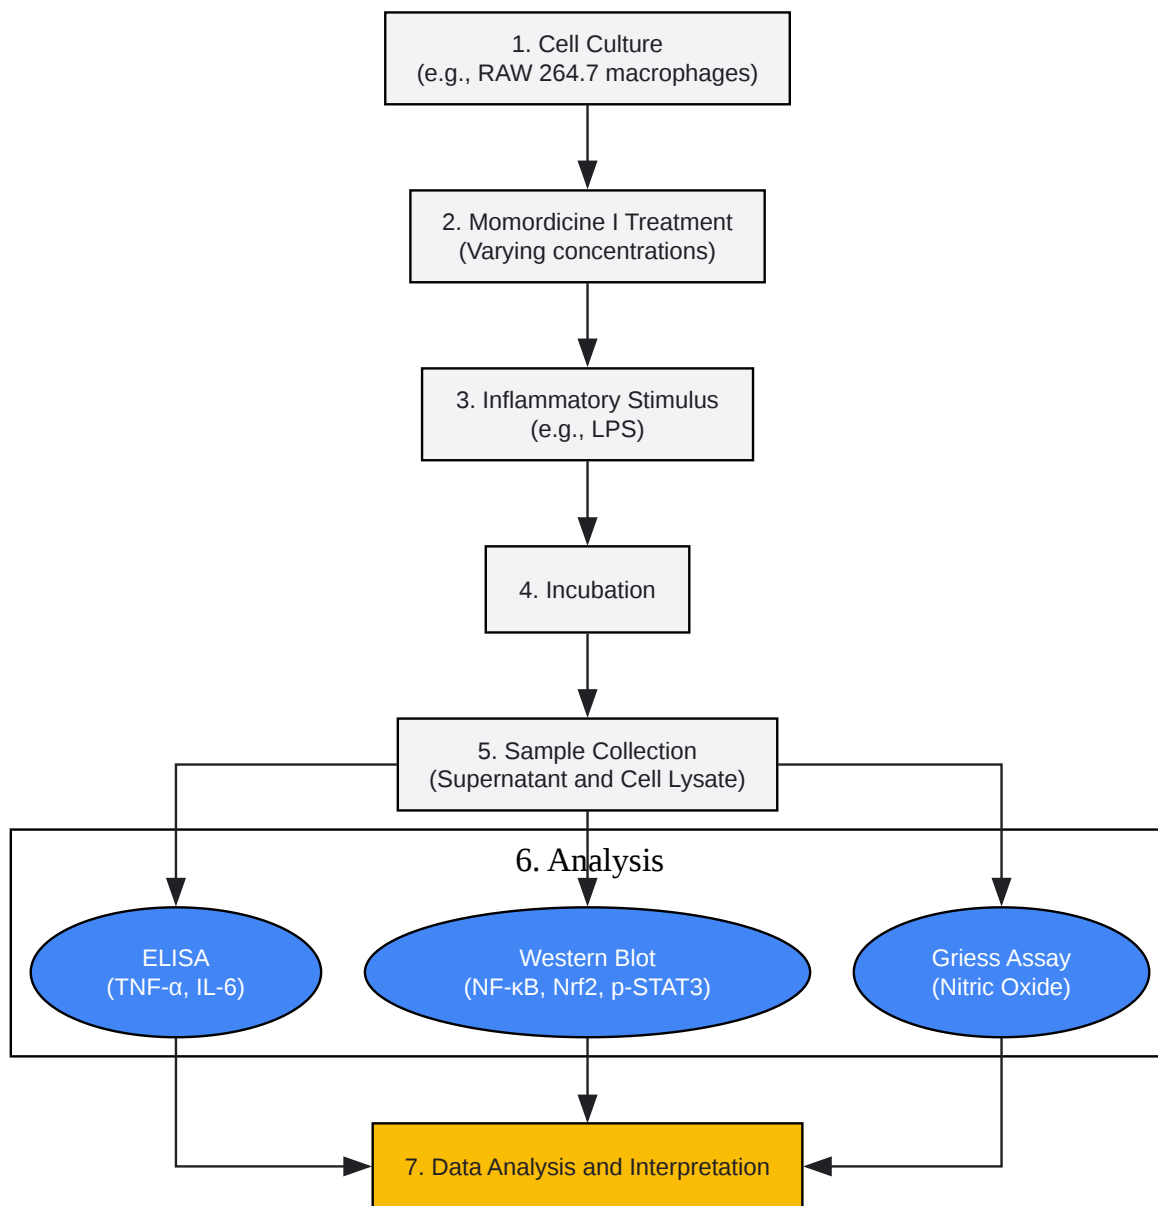 1. Cell Culture
(e.g., RAW 264.7 macrophages)
2. Momordicine I Treatment
(Varying concentrations)
3. Inflammatory Stimulus
(e.g., LPS)
4. Incubation
5. Sample Collection
(Supernatant and Cell Lysate)
6. Analysis
ELISA
(TNF-α, IL-6)
Western Blot
(NF-κB, Nrf2, p-STAT3)
Griess Assay
(Nitric Oxide)
7. Data Analysis and Interpretation